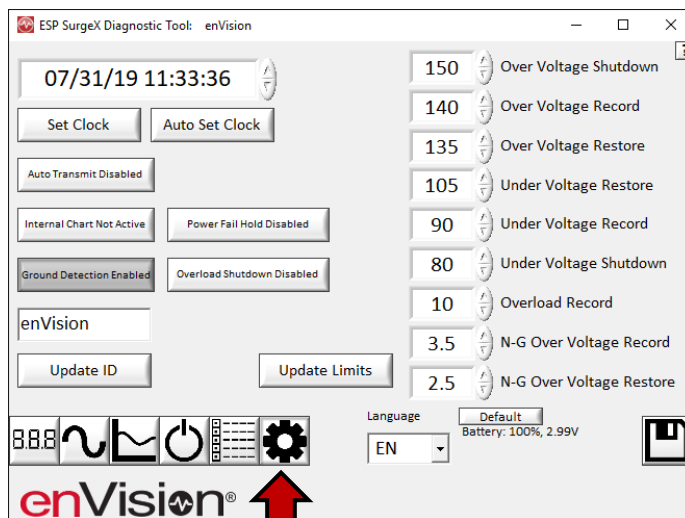 ESP SurgeX Diagnostic Tool: enVision
07/31/19 11:33:36
Set Clock
Auto Set Clock
Auto Transmit Disabled
Internal Chart Not Active
Power Fail Hold Disabled
Ground Detection Enabled
Overload Shutdown Disabled
enVision
Update ID
Update Limits
150 Over Voltage Shutdown
140 Over Voltage Record
135 Over Voltage Restore
105 Under Voltage Restore
90 Under Voltage Record
80 Under Voltage Shutdown
10 Overload Record
3.5 N-G Over Voltage Record
2.5 N-G Over Voltage Restore
8.8.8
Language
Default
Battery: 100%, 2.99V
EN
enVision®